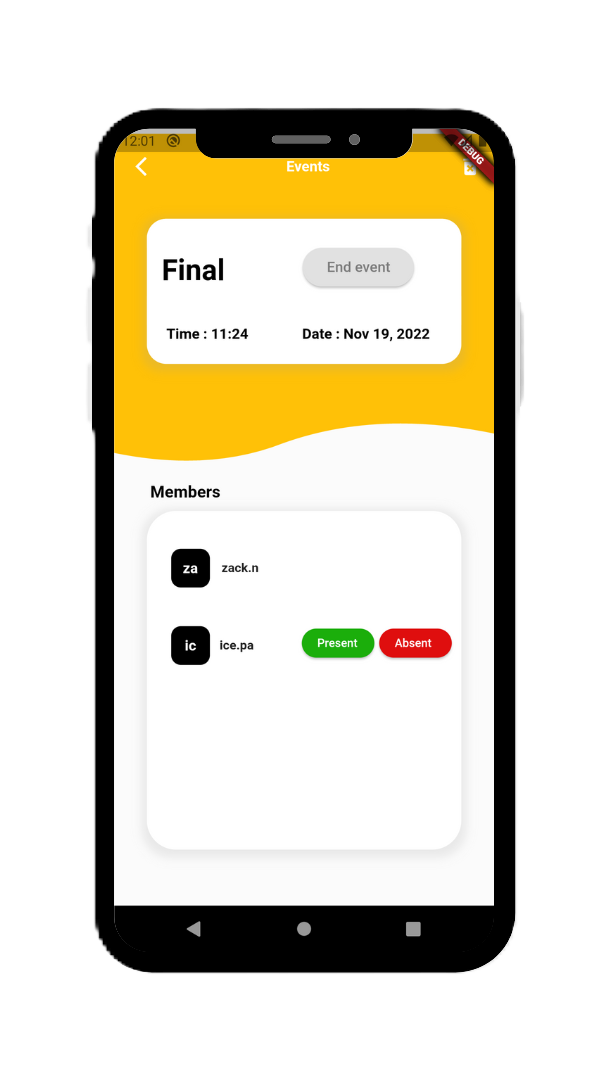 12:01
DEBUG
Events
Final
End event
Time : 11:24
Date : Nov 19, 2022
Members
za
zack.n
ic
ice.pa
Present
Absent